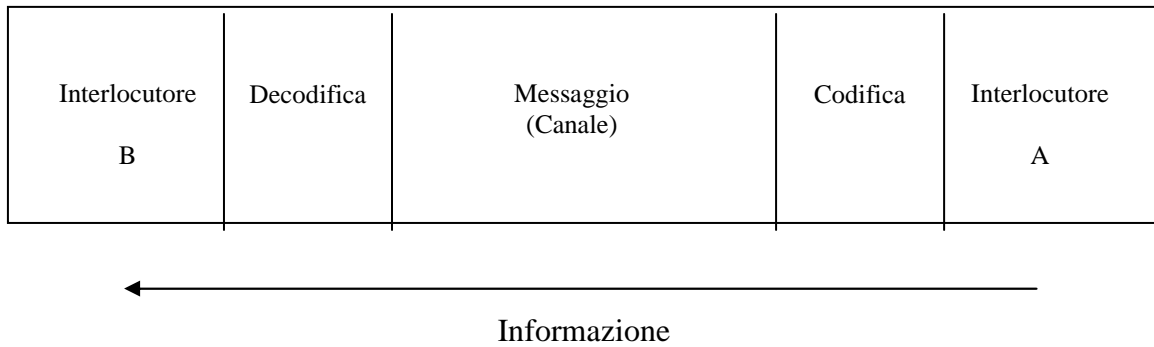 Interlocutore
B
Decodifica
Messaggio
(Canale)
Codifica
Interlocutore
A
Informazione